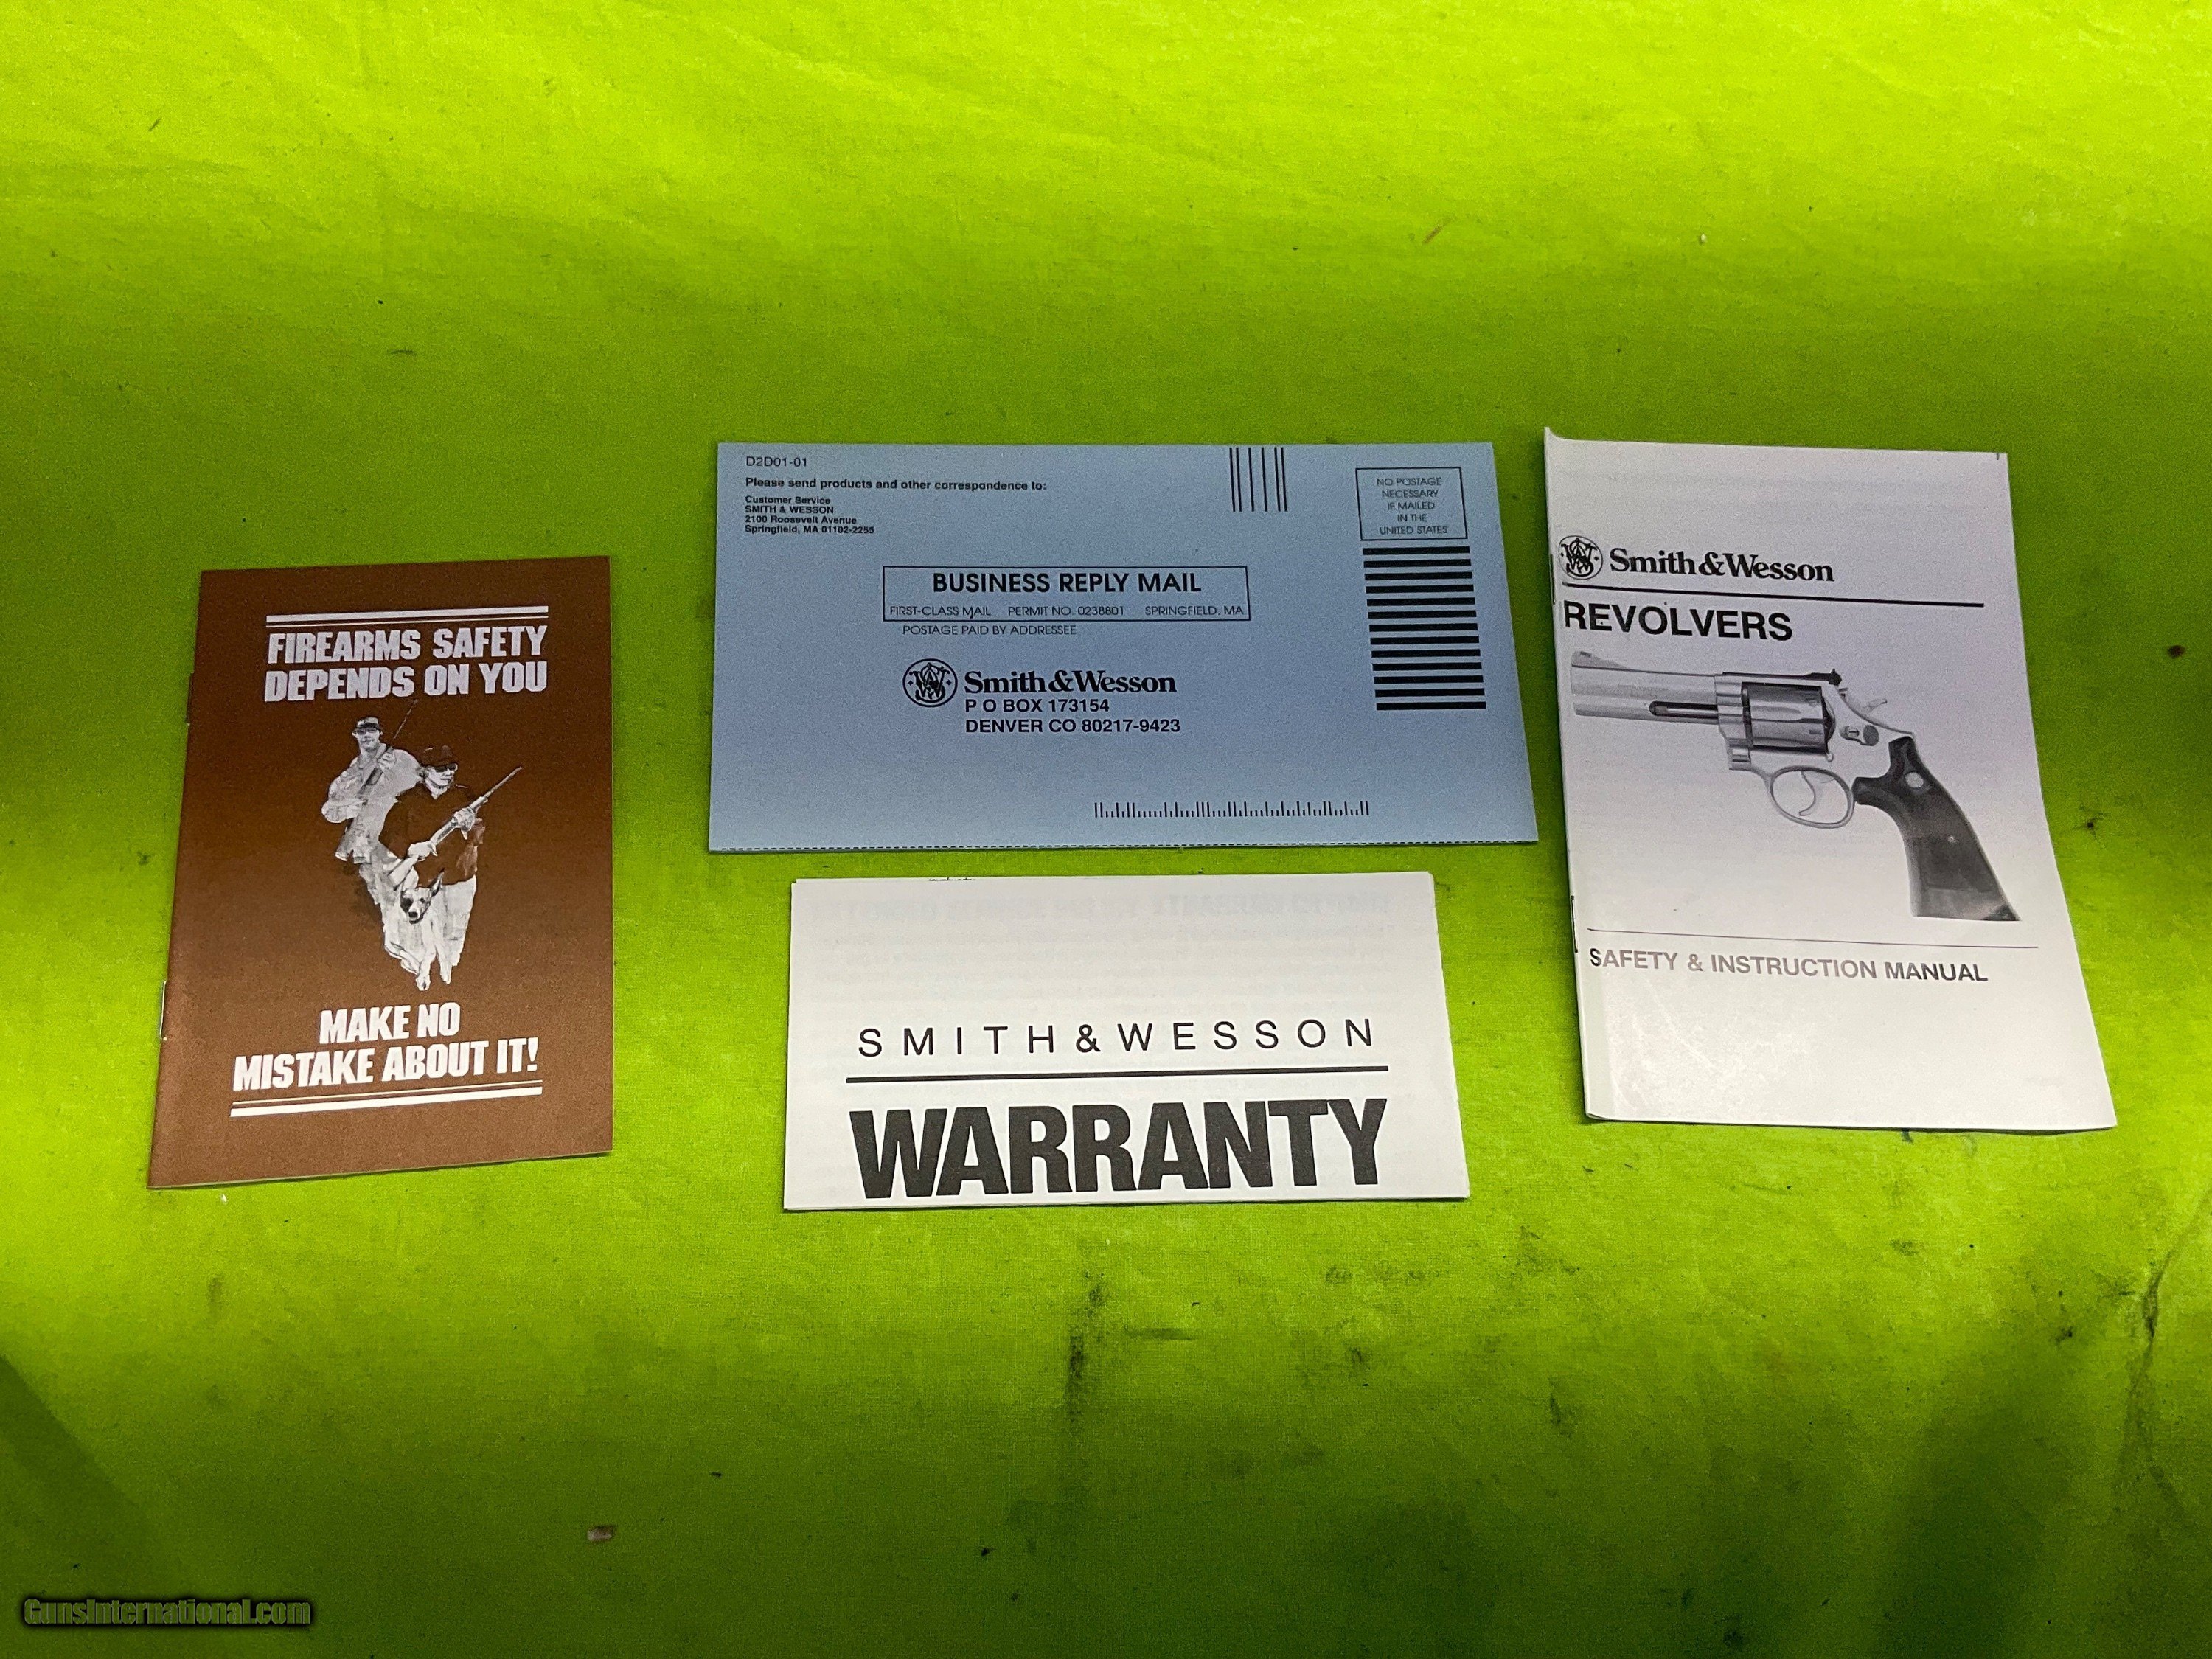 FIREARMS SAFETY
DEPENDS ON YOU
MAKE NO
MISTAKE ABOUT IT!
D2D01-01
Please send products and other correspondence to:
Customer Service
SMITH & WESSON
2100 Roosevelt Avenue
Springfield, MA 01102-2255
NO POSTAGE
NECESSARY
IF MAILED
IN THE
UNITED STATES
BUSINESS REPLY MAIL
FIRST-CLASS MAIL PERMIT NO. 0238801 SPRINGFIELD, MA
POSTAGE PAID BY ADDRESSEE
Smith & Wesson
P O BOX 173154
DENVER CO 80217-9423
SMITH & WESSON
WARRANTY
Smith & Wesson
REVOLVERS
SAFETY & INSTRUCTION MANUAL
GunsInternational.com